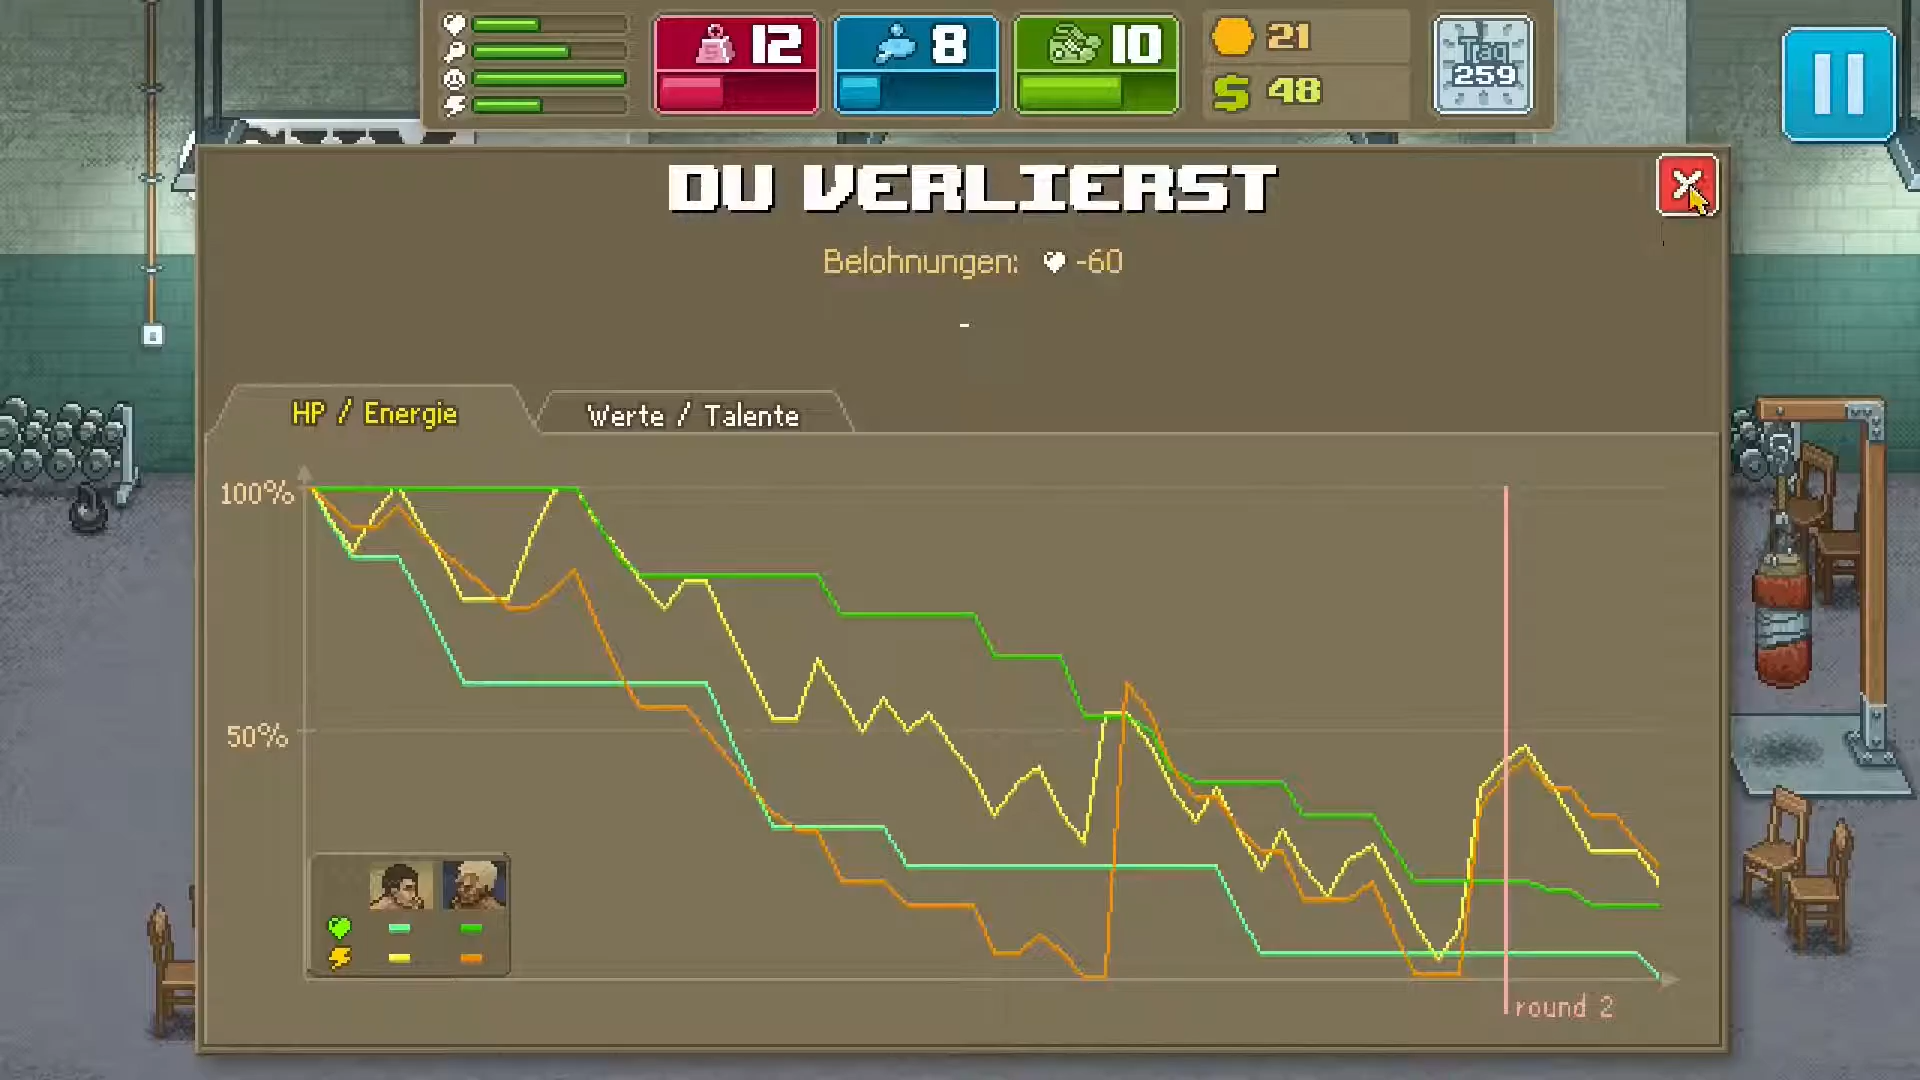 12
8
10
21
48
Tag
259
DU VERLIERST
Belohnungen: -60
-
HP / Energie
Werte / Talente
100%
50%
round 2